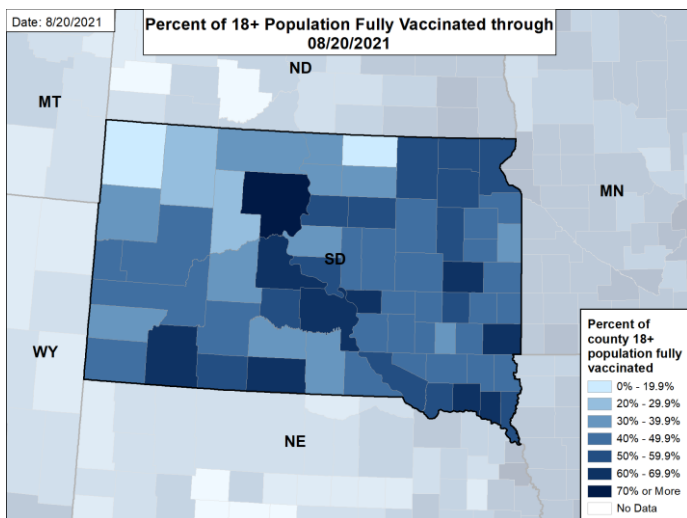 Date: 8/20/2021
Percent of 18+ Population Fully Vaccinated through
08/20/2021
ND
MT
MN
SD
WY
NE
Percent of
county 18+
population fully
vaccinated
0% - 19.9%
20% - 29.9%
30% - 39.9%
40% - 49.9%
50% - 59.9%
60% - 69.9%
70% or More
No Data